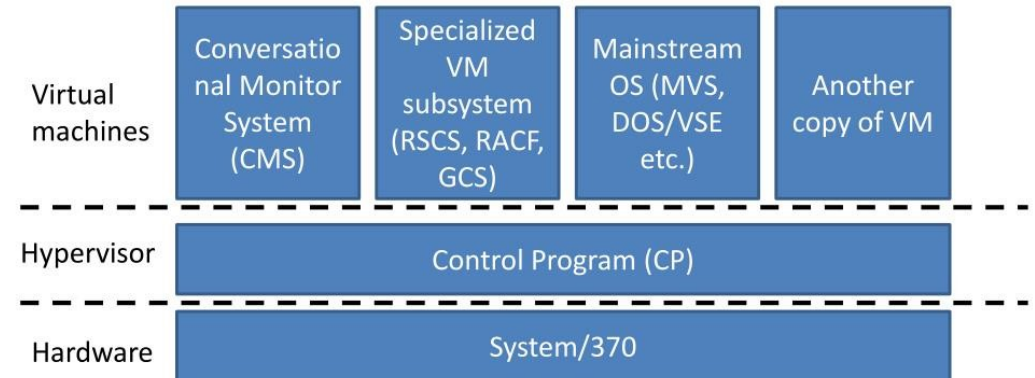 Virtual
machines
Conversatio
nal Monitor
System
(CMS)
Specialized
VM
subsystem
(RSCS, RACF,
GCS)
Mainstream
OS (MVS,
DOS/VSE
etc.)
Another
copy of VM
Hypervisor
Control Program (CP)
Hardware
System/370